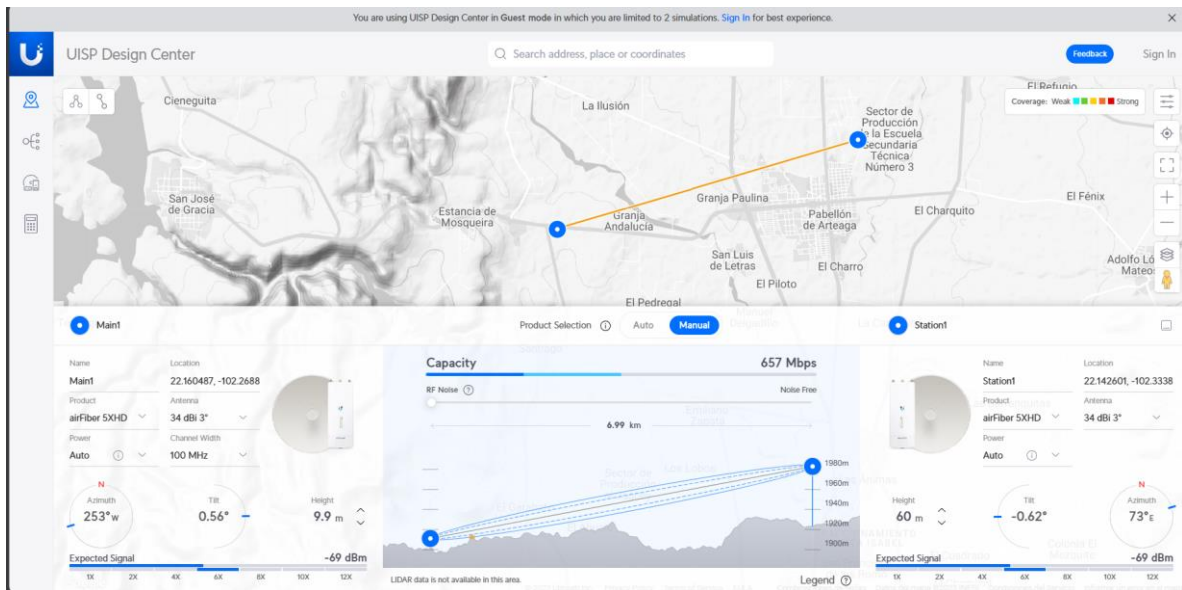 You are using UISP Design Center in Guest mode in which you are limited to 2 simulations. Sign In for best experience.
UISP Design Center
Search address, place or coordinates
Feedback
Sign In
Cieneguita
La Ilusión
El Refugio
Coverage: Weak
Strong
Sector de
Producción
de la Escuela
Secundaria
Técnica
Número 3
San José
de Gracia
Estancia de
Mosqueira
Granja
Andalucía
Granja Paulina
Pabellón
de Arteaga
El Charquito
El Fénix
San Luis
de Letras
El Charro
El Piloto
El Pedregal
Adolfo Ló
Mateo
Main1
Product Selection
Auto
Manual
Station1
Name
Main1
Location
22.160487, -102.2688
Product
airFiber 5XHD
Antenna
34 dBi 3°
Power
Auto
Channel Width
100 MHz
N
Azimuth
253° W
Tilt
0.56°
Height
9.9 m
Expected Signal
-69 dBm
1X 2X 4X 6X 8X 10X 12X
Capacity
657 Mbps
RF Noise
Noise Free
6.99 km
1980m
1960m
1940m
1920m
1900m
LIDAR data is not available in this area.
Legend
Name
Station1
Location
22.142601, -102.3338
Product
airFiber 5XHD
Antenna
34 dBi 3°
Power
Auto
Height
60 m
Tilt
-0.62°
N
Azimuth
73° E
Expected Signal
-69 dBm
1X 2X 4X 6X 8X 10X 12X